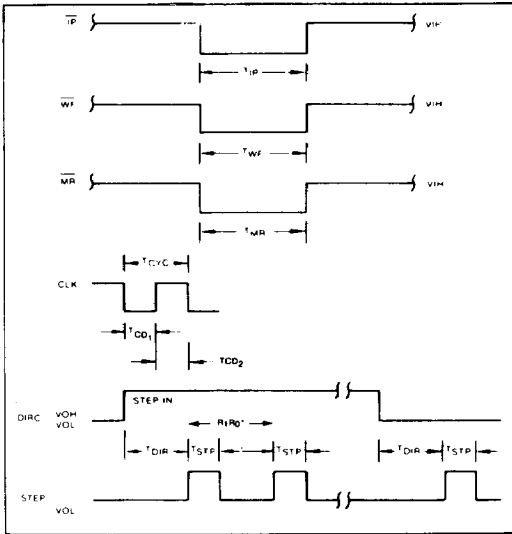 IP VIH
TIP
WF VIH
TWF
MR VIH
TMR
TCYC
CLK
TCD1
TCD2
STEP IN
DIRC VOH
VOL
R1R0*
TDIR TSTP TSTP TDIR TSTP
STEP
VOL